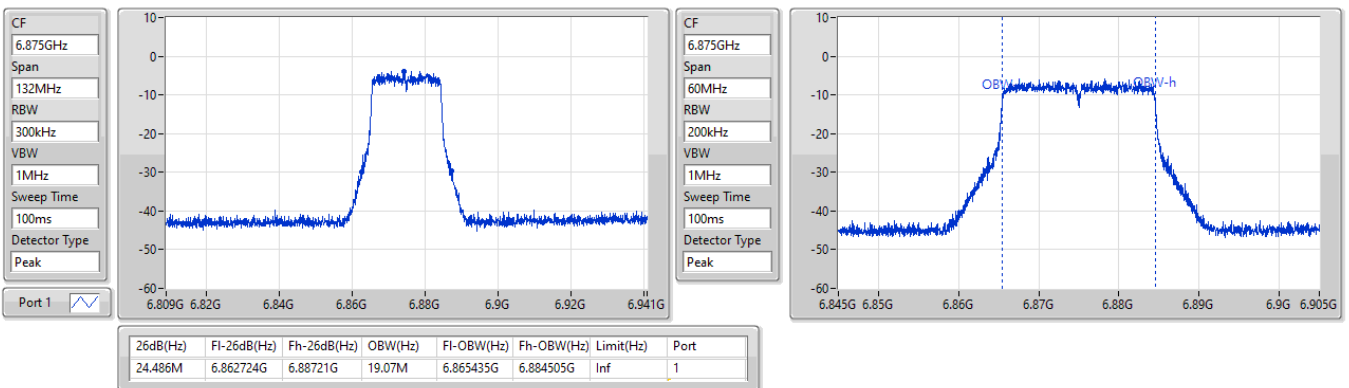 CF
6.875GHz
Span
132MHz
RBW
300kHz
VBW
1MHz
Sweep Time
100ms
Detector Type
Peak
Port 1
10
0
-10
-20
-30
-40
-50
-60
6.809G 6.82G 6.84G 6.86G 6.88G 6.9G 6.92G 6.941G
CF
6.875GHz
Span
60MHz
RBW
200kHz
VBW
1MHz
Sweep Time
100ms
Detector Type
Peak
10
0
-10
-20
-30
-40
-50
-60
OBW-h
6.845G 6.85G 6.86G 6.87G 6.88G 6.89G 6.9G 6.905G
26dB(Hz) Fl-26dB(Hz) Fh-26dB(Hz) OBW(Hz) Fl-OBW(Hz) Fh-OBW(Hz) Limit(Hz) Port
24.486M 6.862724G 6.88721G 19.07M 6.865435G 6.884505G Inf 1